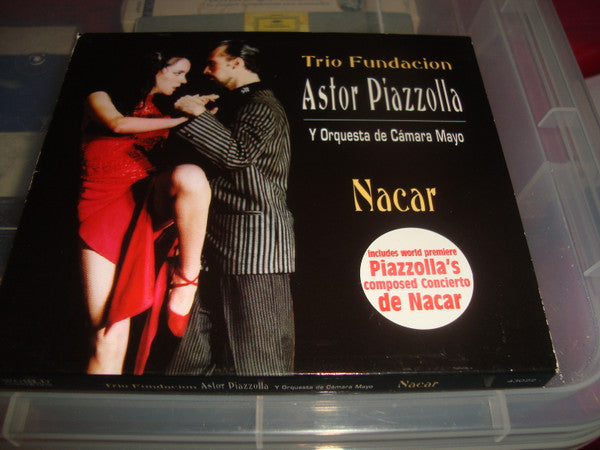 Trio Fundacion
Astor Piazzolla
Y Orquesta de Cámara Mayo
Nacar
Includes world premiere
Piazzolla's
composed Concierto
de Nacar
Trio Fundacion Astor Piazzolla Y Orquesta de Cámara Mayo Nacar 43022